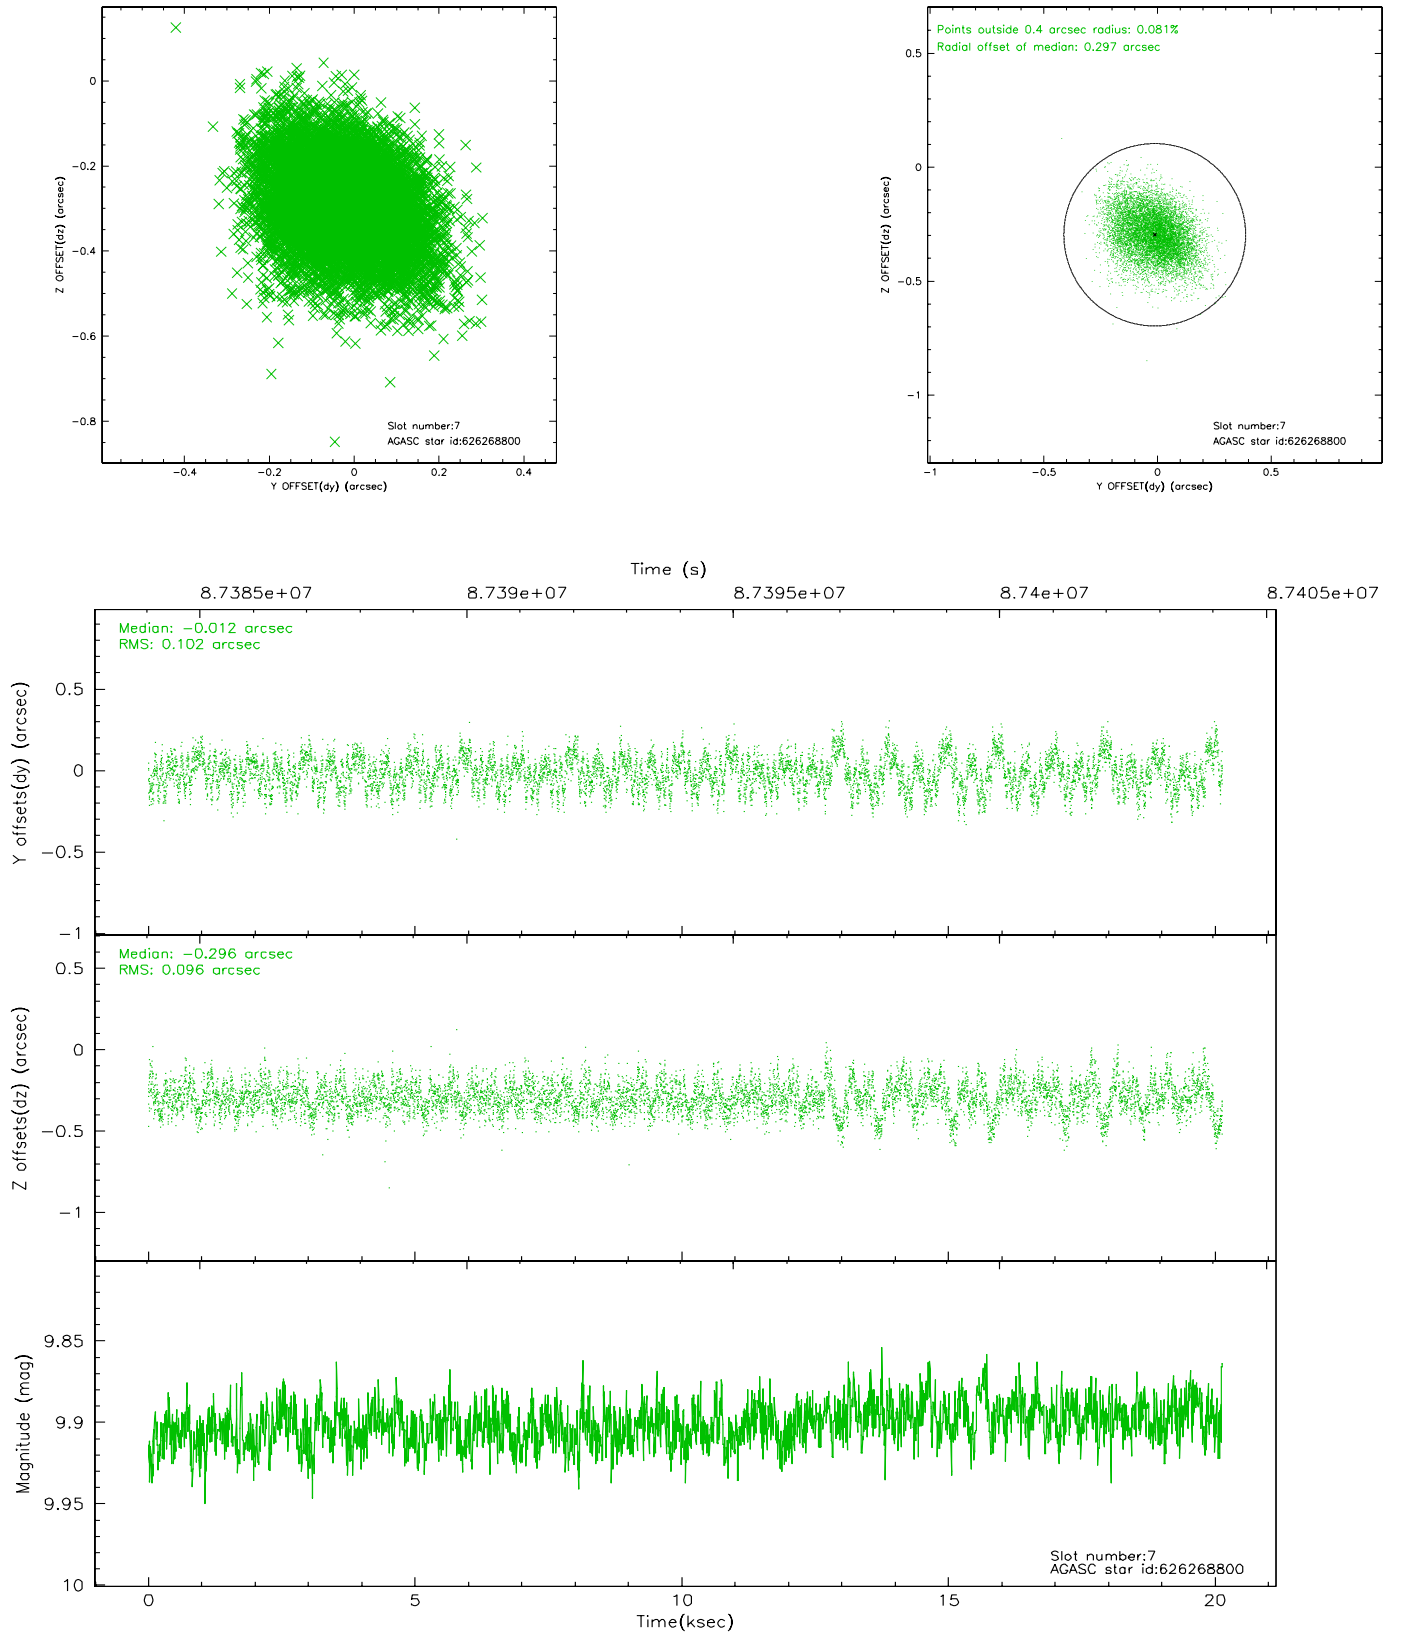 0
−0.2
−0.4
−0.6
−0.8
Z OFFSET(dz) (arcsec)
Slot number:7
AGASC star id:626268800
−0.4
−0.2
0
0.2
0.4
Y OFFSET(dy) (arcsec)
Points outside 0.4 arcsec radius: 0.081%
Radial offset of median: 0.297 arcsec
0.5
0
−0.5
−1
Z OFFSET(dz) (arcsec)
Slot number:7
AGASC star id:626268800
−1
−0.5
0
0.5
Y OFFSET(dy) (arcsec)
Time (s)
8.7385e+07
8.739e+07
8.7395e+07
8.74e+07
8.7405e+07
Median: −0.012 arcsec
RMS: 0.102 arcsec
0.5
0
−0.5
−1
Y offsets(dy) (arcsec)
Median: −0.296 arcsec
RMS: 0.096 arcsec
0.5
0
−0.5
−1
Z offsets(dz) (arcsec)
9.85
9.9
9.95
10
Magnitude (mag)
Slot number:7
AGASC star id:626268800
0
5
10
15
20
Time(ksec)